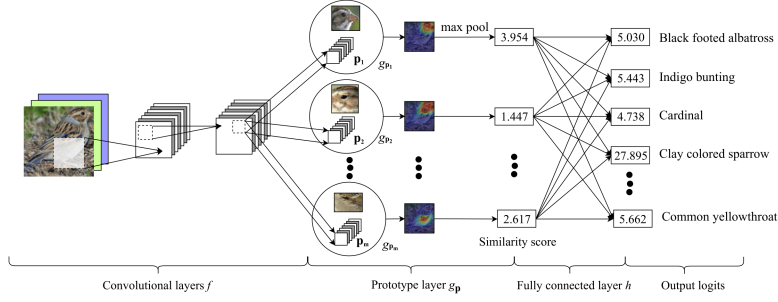 max pool
p1
gp1
3.954
5.030
Black footed albatross
5.443
Indigo bunting
p2
gp2
1.447
4.738
Cardinal
27.895
Clay colored sparrow
pm
gpm
2.617
5.662
Common yellowthroat
Similarity score
Convolutional layers f
Prototype layer gp
Fully connected layer h
Output logits